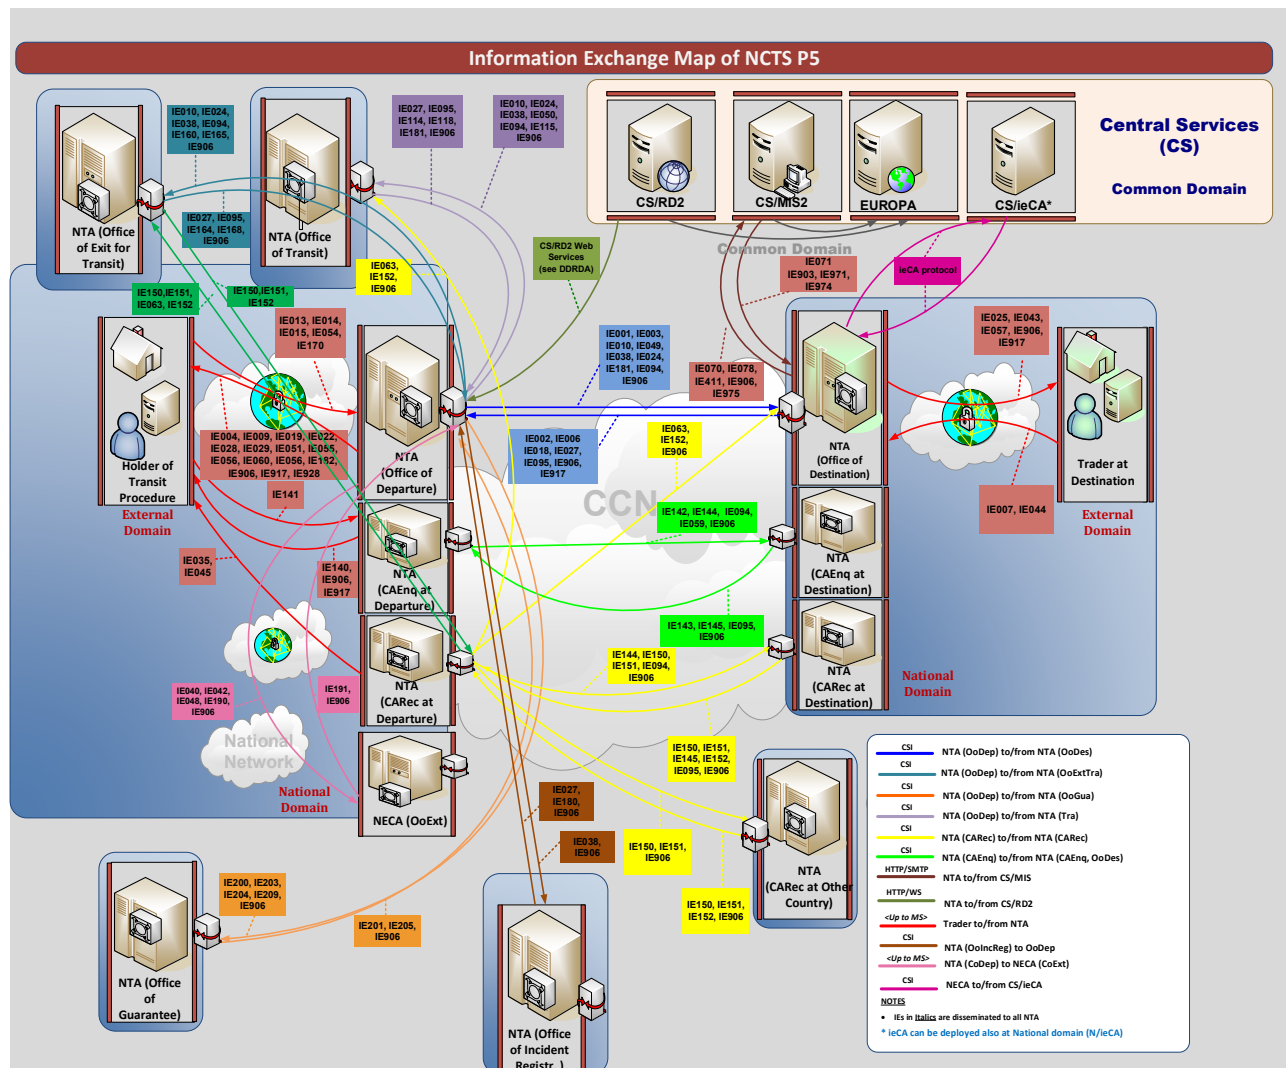 Information Exchange Map of NCTS P5
IE010, IE024,
IE038, IE094,
IE160, IE165,
IE906
IE027, IE095,
IE114, IE118,
IE181, IE906
IE010, IE024,
IE038, IE050,
IE094, IE115,
IE906
Central Services
(CS)
Common Domain
CS/RD2
CS/MIS2
EUROPA
CS/ieCA*
NTA (Office
of Exit for
Transit)
IE027, IE095,
IE164, IE168,
IE906
NTA (Office
of Transit)
CS/RD2 Web
Services
(see DDRDA)
Common Domain
IE063,
IE152,
IE906
IE071
IE903, IE971,
IE974
ieCA protocol
IE150,IE151,
IE063, IE152
IE150,IE151,
IE152
IE013, IE014,
IE015, IE054,
IE170
IE001, IE003,
IE010, IE049,
IE038, IE024,
IE181, IE094,
IE906
IE070, IE078,
IE411, IE906,
IE975
IE025, IE043,
IE057, IE906,
IE917
IE004, IE009, IE019, IE022,
IE028, IE029, IE051, IE055,
IE056, IE060, IE056, IE182,
IE906, IE917, IE928
IE002, IE006
IE018, IE027,
IE095, IE906,
IE917
IE063,
IE152,
IE906
NTA
(Office of
Departure)
NTA
(Office of
Destination)
Holder of
Transit
Procedure
External
Domain
Trader at
Destination
External
Domain
IE141
CCN
IE007, IE044
IE142, IE144, IE094,
IE059, IE906
IE035,
IE045
IE140,
IE906,
IE917
NTA
(CAEnq at
Departure)
NTA
(CAEnq at
Destination)
IE143, IE145, IE095,
IE906
IE144, IE150,
IE151, IE094,
IE906
NTA
(CARec at
Departure)
NTA
(CARec at
Destination)
National
Domain
IE040, IE042,
IE048, IE190,
IE906
IE191,
IE906
National
Network
National
Domain
NECA (OoExt)
IE150, IE151,
IE145, IE152,
IE095, IE906
IE027,
IE180,
IE906
IE038,
IE906
IE150, IE151,
IE906
IE150, IE151,
IE152, IE906
NTA
(CARec at Other
Country)
IE200, IE203,
IE204, IE209,
IE906
IE201, IE205,
IE906
NTA (Office
of
Guarantee)
NTA (Office
of Incident
Registr..)
CSI
NTA (OoDep) to/from NTA (OoDes)
CSI
NTA (OoDep) to/from NTA (OoExtTra)
CSI
NTA (OoDep) to/from NTA (OoGua)
CSI
NTA (OoDep) to/from NTA (Tra)
CSI
NTA (CARec) to/from NTA (CARec)
CSI
NTA (CAEnq) to/from NTA (CAEnq, OoDes)
HTTP/SMTP
NTA to/from CS/MIS
HTTP/WS
NTA to/from CS/RD2
<Up to MS>
Trader to/from NTA
CSI
NTA (OoIncReg) to OoDep
<Up to MS>
NTA (CoDep) to NECA (CoExt)
CSI
NECA to/from CS/ieCA
NOTES
• IEs in Italics are disseminated to all NTA
* ieCA can be deployed also at National domain (N/ieCA)